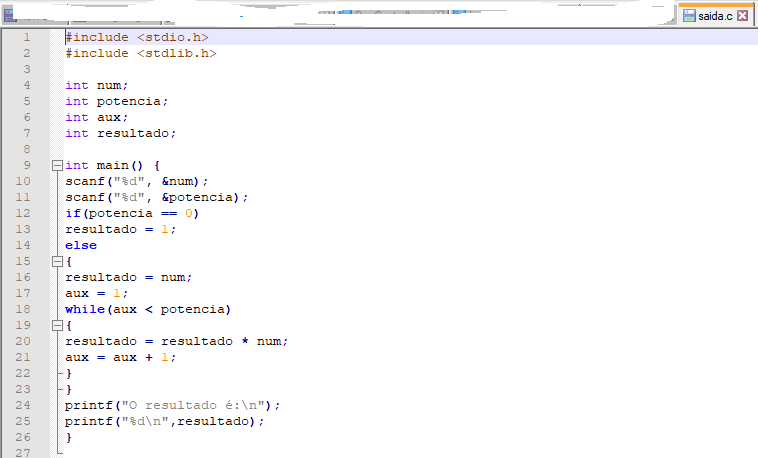 saida.c
1 #include <stdio.h>
2 #include <stdlib.h>
3
4 int num;
5 int potencia;
6 int aux;
7 int resultado;
8
9 int main() {
10 scanf("%d", &num);
11 scanf("%d", &potencia);
12 if(potencia == 0)
13 resultado = 1;
14 else
15 {
16 resultado = num;
17 aux = 1;
18 while(aux < potencia)
19 {
20 resultado = resultado * num;
21 aux = aux + 1;
22 }
23 }
24 printf("O resultado é:\n");
25 printf("%d\n",resultado);
26 }
27